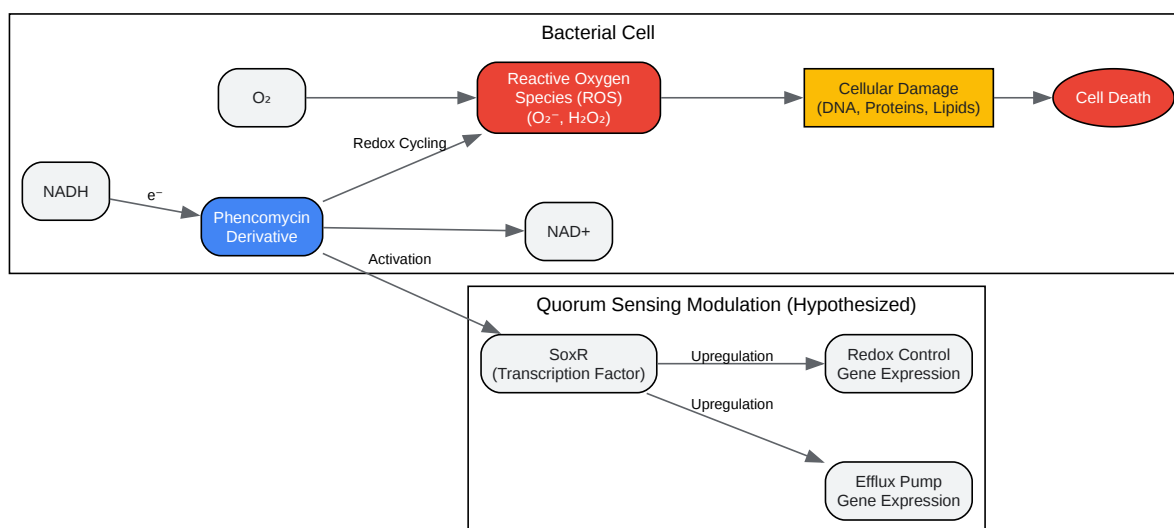 Bacterial Cell
O₂
Reactive Oxygen
Species (ROS)
(O₂⁻, H₂O₂)
Cellular Damage
(DNA, Proteins, Lipids)
Cell Death
Redox Cycling
NADH
e⁻
Phencomycin
Derivative
NAD+
Activation
Quorum Sensing Modulation (Hypothesized)
SoxR
(Transcription Factor)
Upregulation
Redox Control
Gene Expression
Upregulation
Efflux Pump
Gene Expression